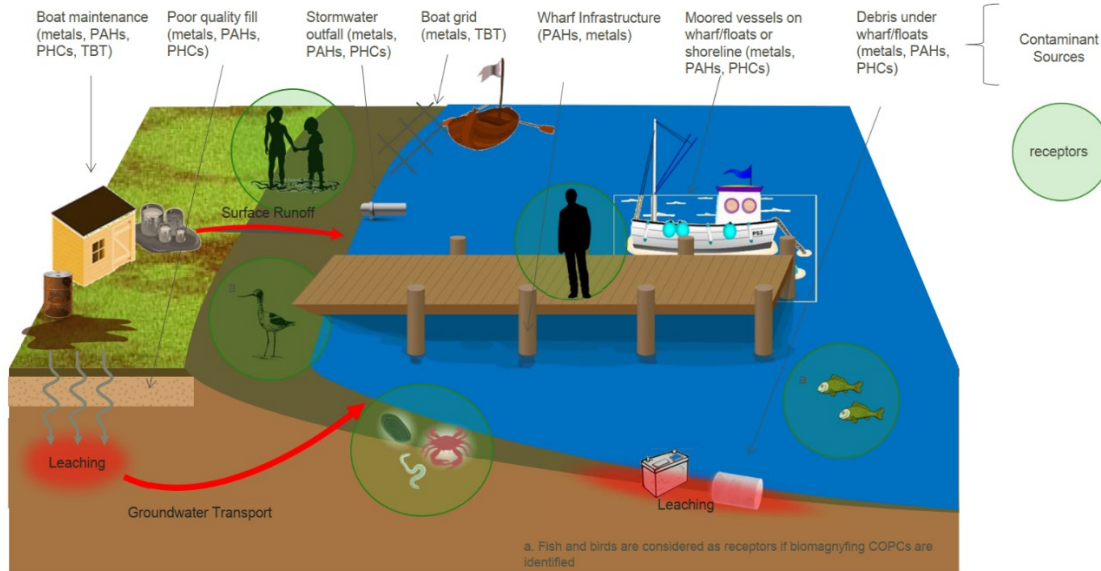 Boat maintenance
(metals, PAHs,
PHCs, TBT)
Poor quality fill
(metals, PAHs,
PHCs)
Stormwater
outfall (metals,
PAHs, PHCs)
Boat grid
(metals, TBT)
Wharf Infrastructure
(PAHs, metals)
Moored vessels on
wharf/floats or
shoreline (metals,
PAHs, PHCs)
Debris under
wharf/floats
(metals, PAHs,
PHCs)
Contaminant
Sources
receptors
Surface Runoff
a
a
Leaching
Groundwater Transport
Leaching
a. Fish and birds are considered as receptors if biomagnyfing COPCs are
identified